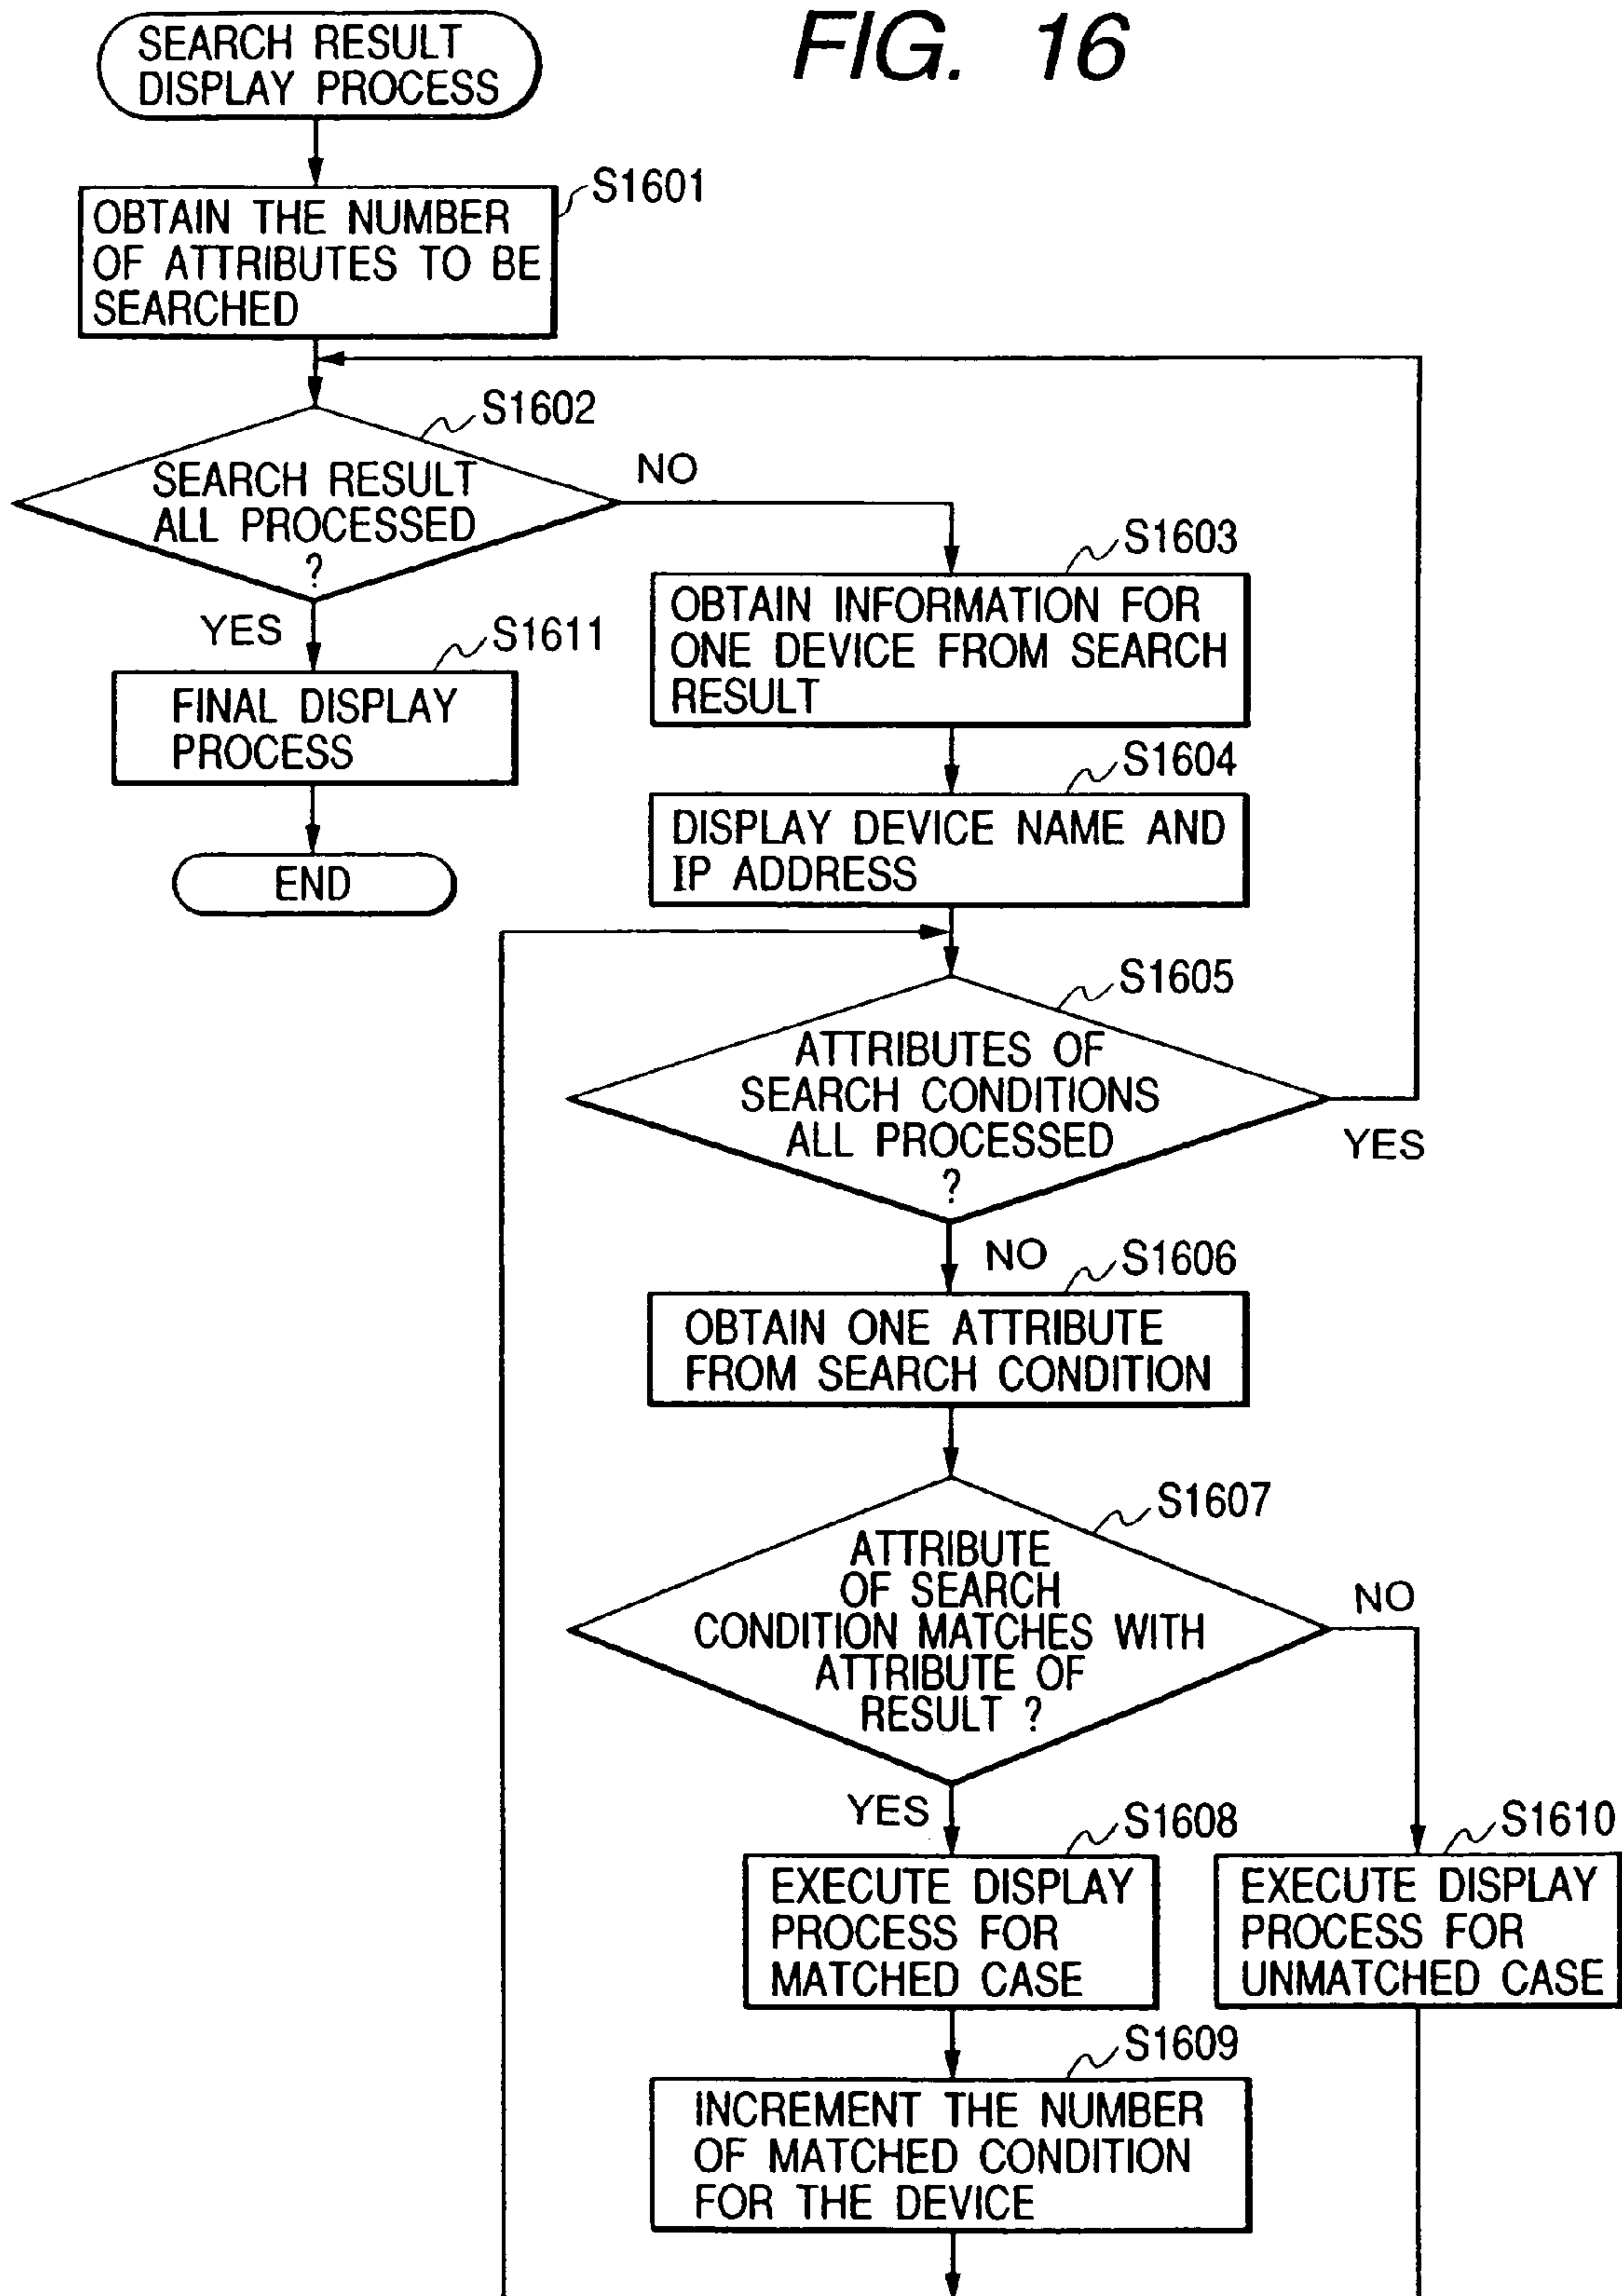 FIG. 16
SEARCH RESULT
DISPLAY PROCESS
S1601
OBTAIN THE NUMBER
OF ATTRIBUTES TO BE
SEARCHED
S1602
SEARCH RESULT
ALL PROCESSED
?
NO
YES
S1611
FINAL DISPLAY
PROCESS
END
S1603
OBTAIN INFORMATION FOR
ONE DEVICE FROM SEARCH
RESULT
S1604
DISPLAY DEVICE NAME AND
IP ADDRESS
S1605
ATTRIBUTES OF
SEARCH CONDITIONS
ALL PROCESSED
?
YES
NO
S1606
OBTAIN ONE ATTRIBUTE
FROM SEARCH CONDITION
S1607
ATTRIBUTE
OF SEARCH
CONDITION MATCHES WITH
ATTRIBUTE OF
RESULT ?
NO
YES
S1608
EXECUTE DISPLAY
PROCESS FOR
MATCHED CASE
S1610
EXECUTE DISPLAY
PROCESS FOR
UNMATCHED CASE
S1609
INCREMENT THE NUMBER
OF MATCHED CONDITION
FOR THE DEVICE